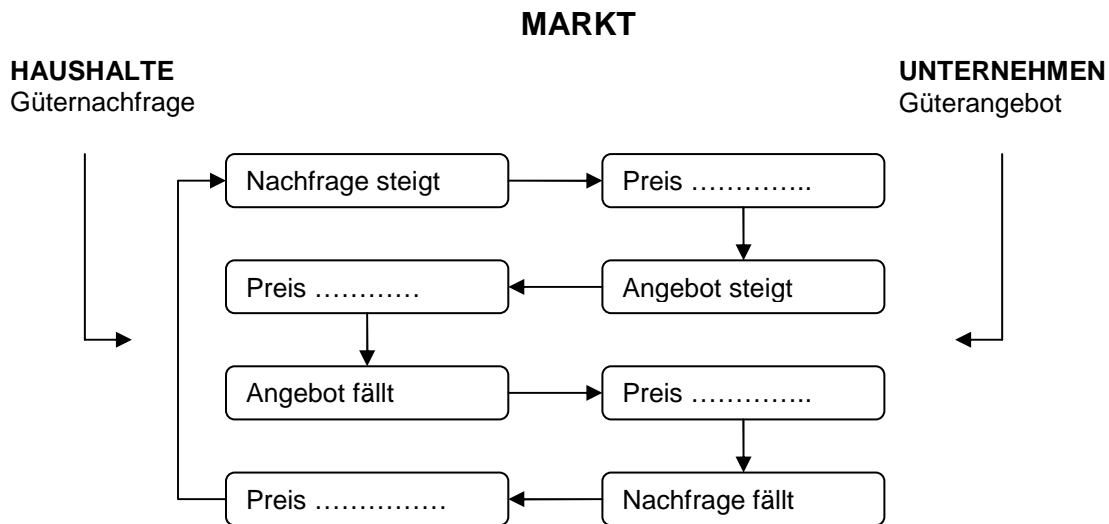 MARKT
HAUSHALTE
Güternachfrage
UNTERNEHMEN
Güterangebot
Nachfrage steigt
Preis …………..
Preis …………
Angebot steigt
Angebot fällt
Preis …………..
Preis ……………
Nachfrage fällt